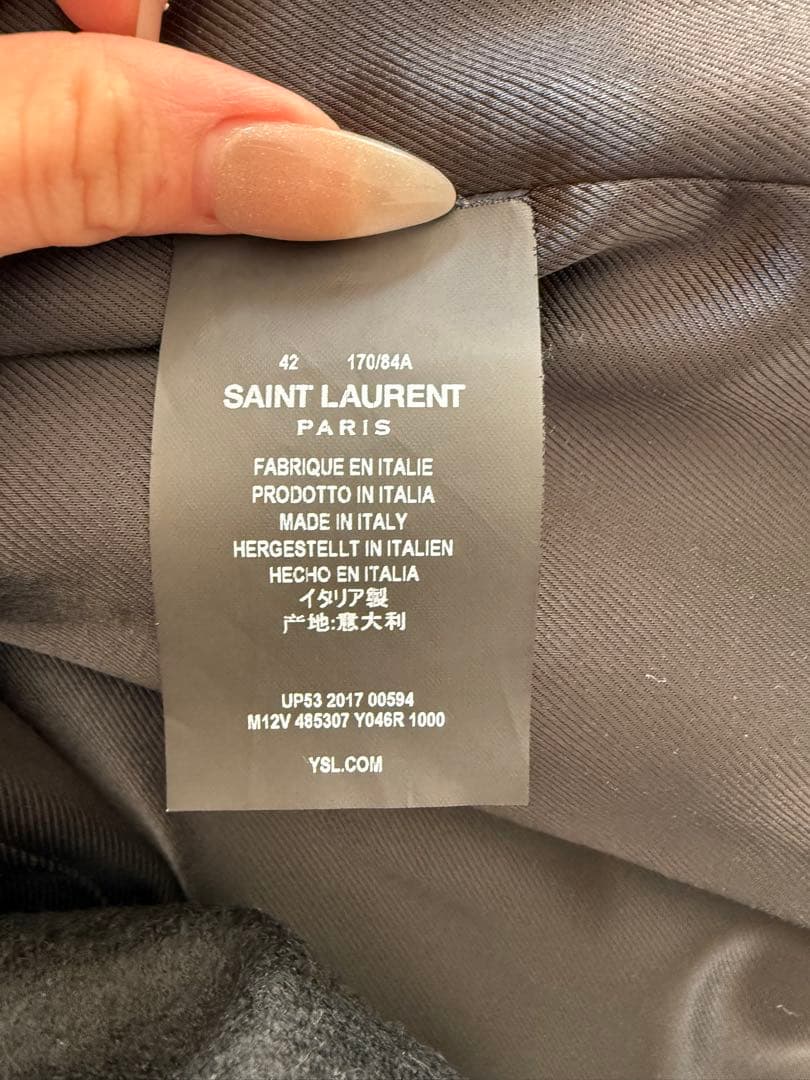 42 170/84A
SAINT LAURENT
PARIS
FABRIQUE EN ITALIE
PRODOTTO IN ITALIA
MADE IN ITALY
HERGESTELLT IN ITALIEN
HECHO EN ITALIA
イタリア製
产地:意大利
UP53 2017 00594
M12V 485307 Y046R 1000
YSL.COM